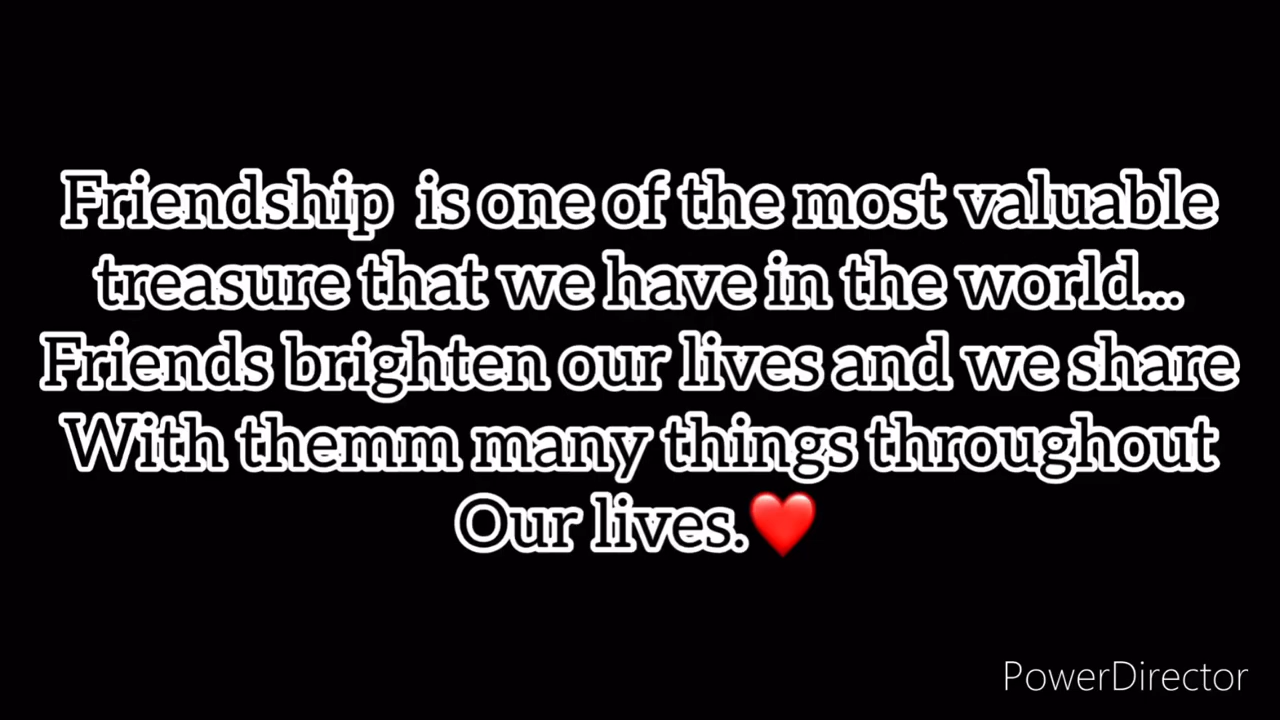 Friendship  is one of the most valuable
treasure that we have in the world...
Friends brighten our lives and we share
With themm many things throughout
Our lives.❤️
PowerDirector